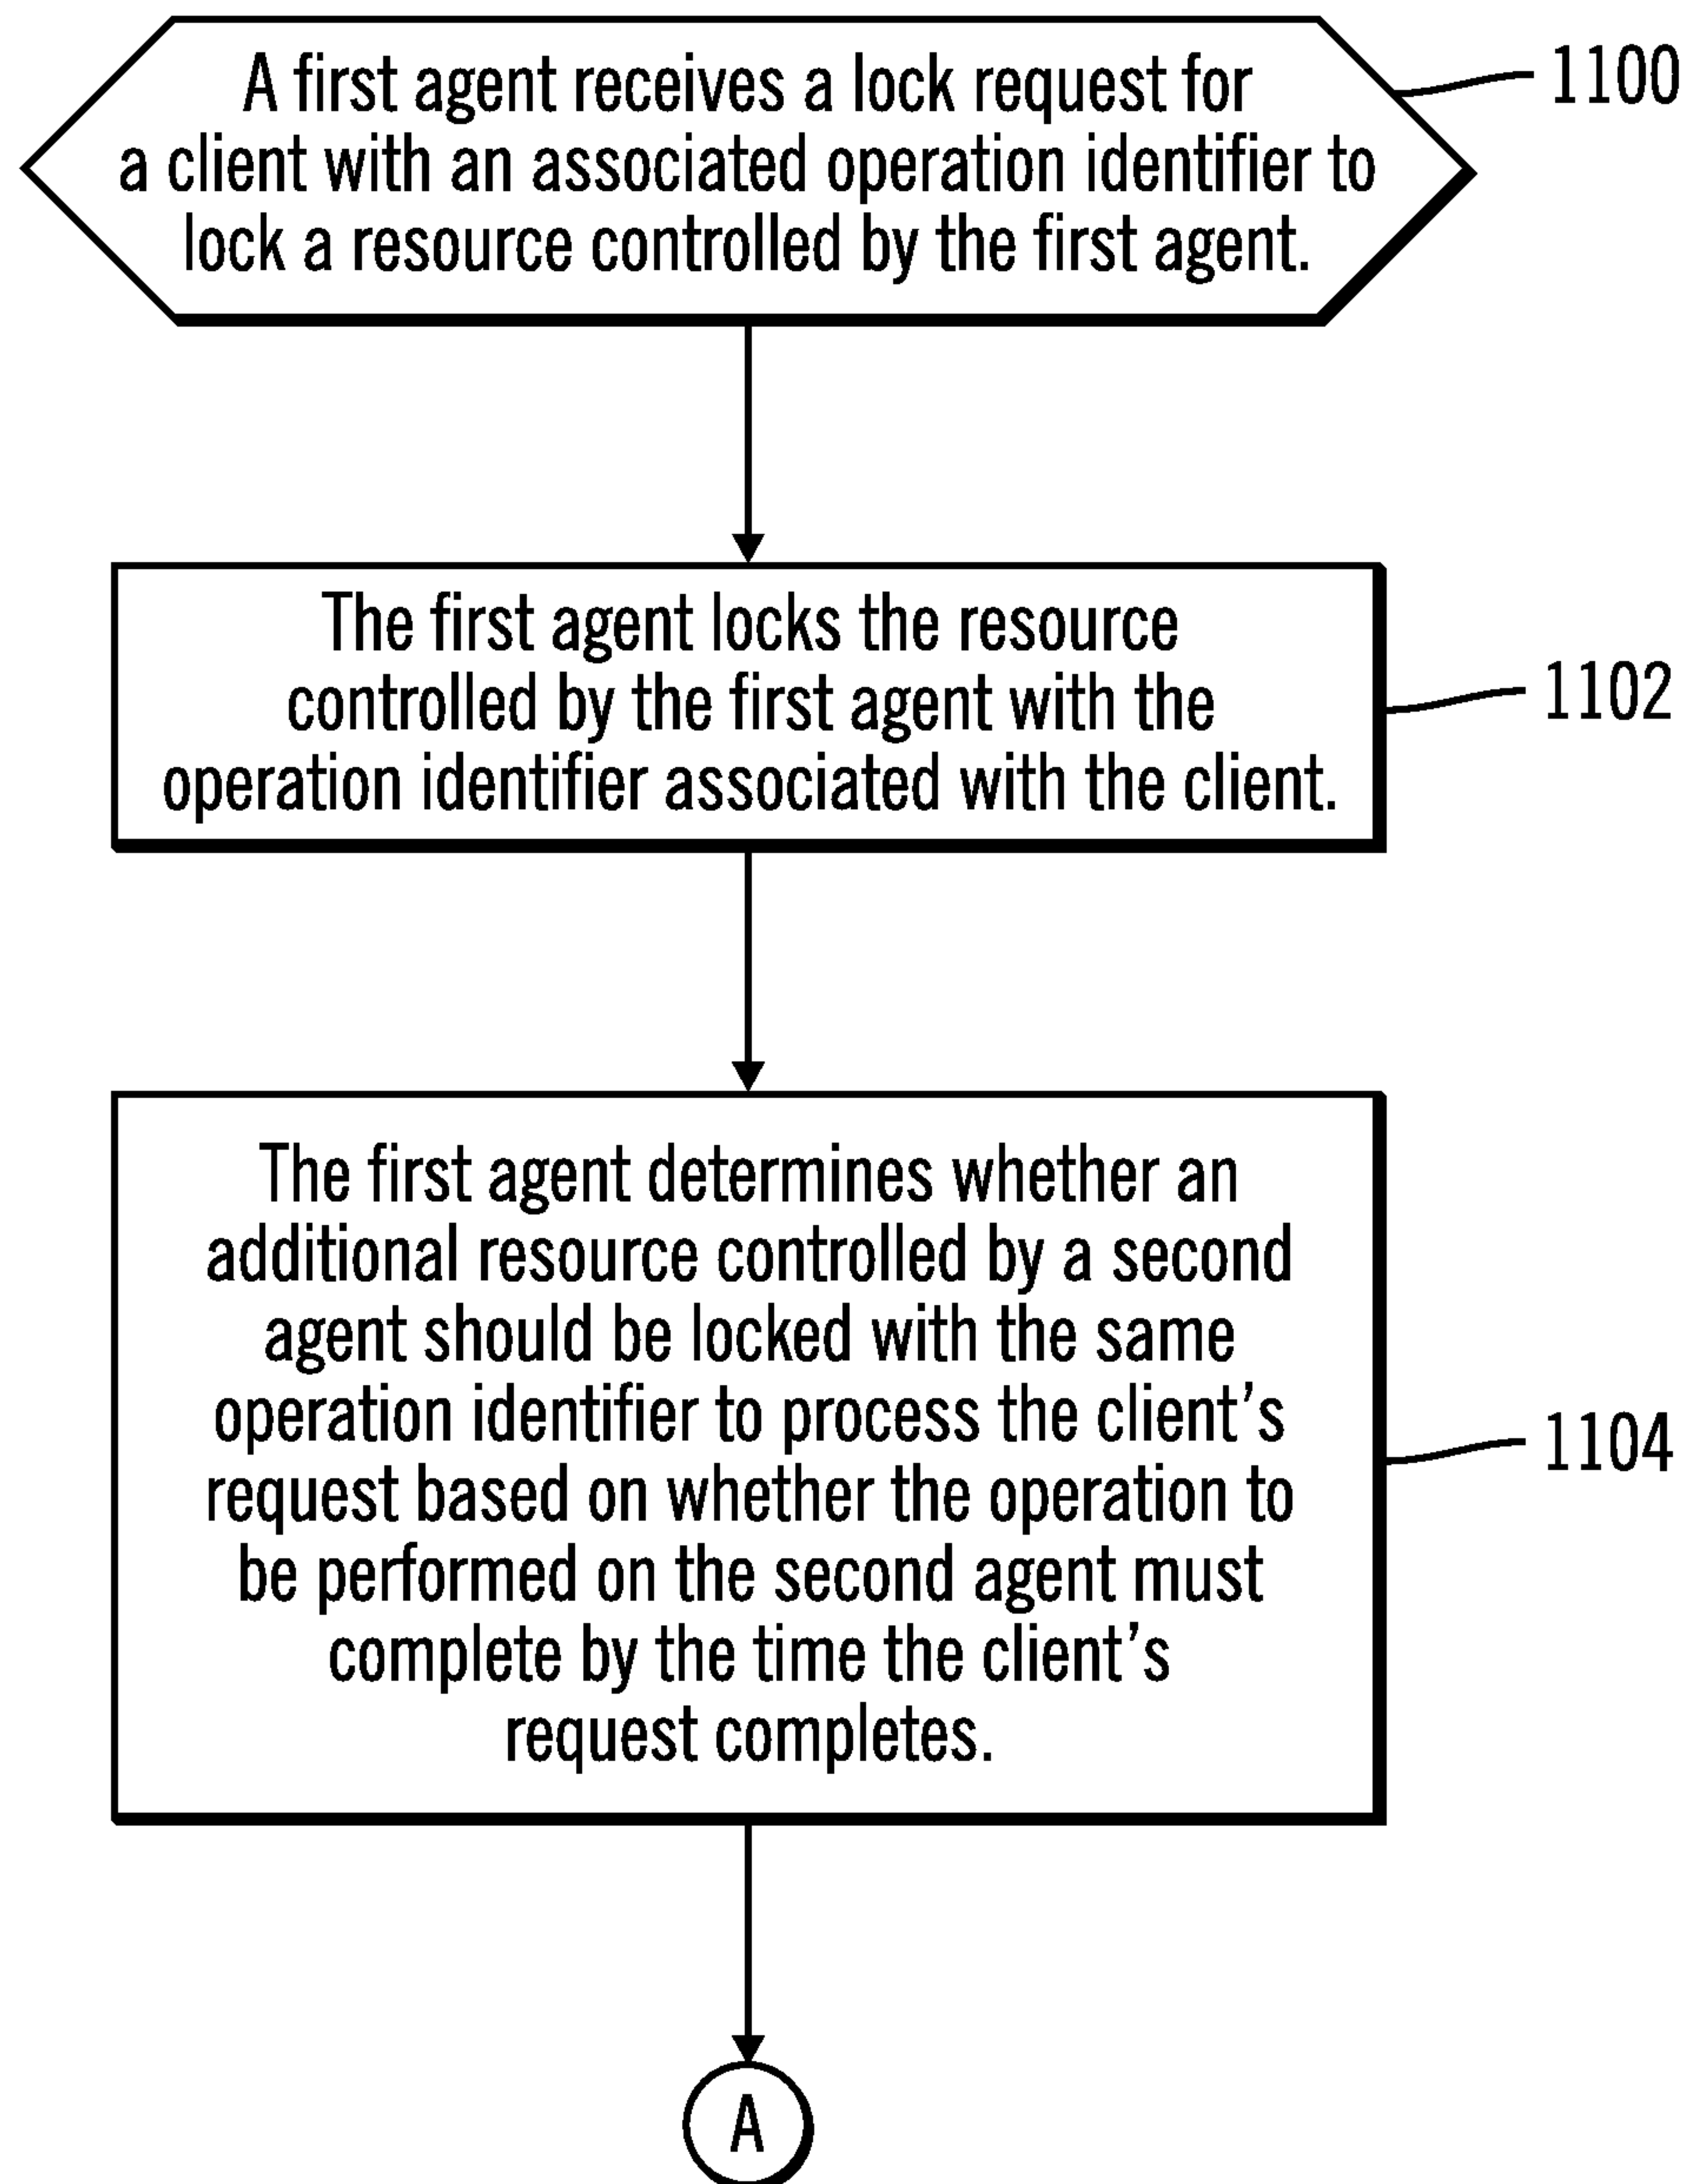 A first agent receives a lock request for
a client with an associated operation identifier to
lock a resource controlled by the first agent.
1100
The first agent locks the resource
controlled by the first agent with the
operation identifier associated with the client.
1102
The first agent determines whether an
additional resource controlled by a second
agent should be locked with the same
operation identifier to process the client's
request based on whether the operation to
be performed on the second agent must
complete by the time the client's
request completes.
1104
A